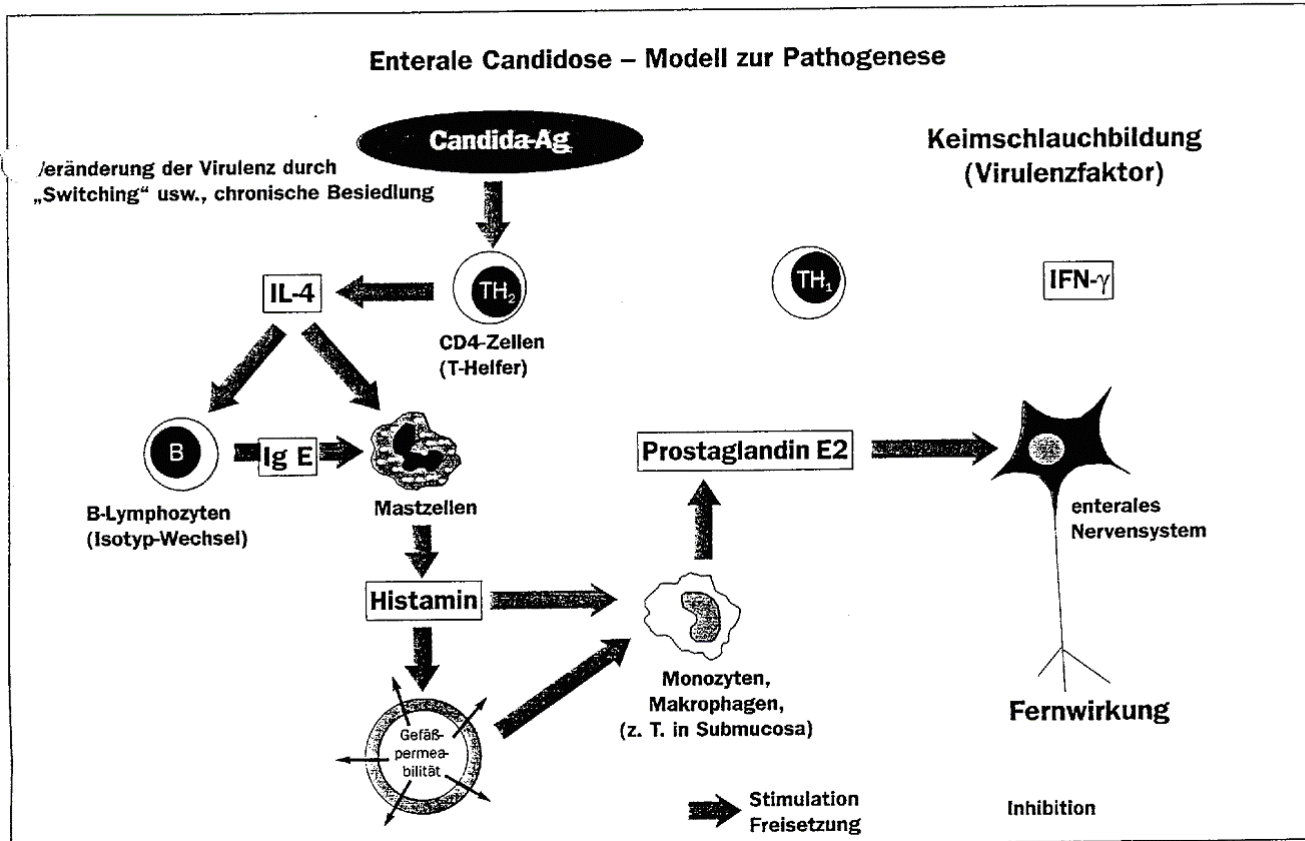 Enterale Candidose – Modell zur Pathogenese
Candida-Ag
/eränderung der Virulenz durch
„Switching“ usw., chronische Besiedlung
Keimschlauchbildung
(Virulenzfaktor)
IL-4
TH₂
CD4-Zellen
(T-Helfer)
TH₁
IFN-γ
B
Ig E
B-Lymphozyten
(Isotyp-Wechsel)
Mastzellen
Prostaglandin E2
enterales
Nervensystem
Histamin
Monozyten,
Makrophagen,
(z. T. in Submucosa)
Fernwirkung
Gefäß-
permea-
bilität
Stimulation
Freisetzung
Inhibition